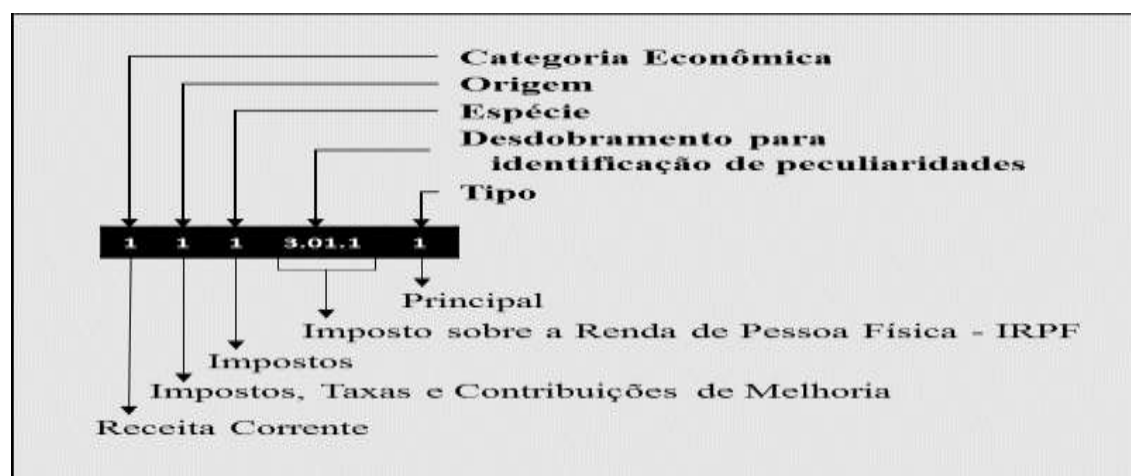 Categoria Econômica
Origem
Espécie
Desdobramento para
identificação de peculiaridades
Tipo
1 1 1 3.01.1 1
Principal
Imposto sobre a Renda de Pessoa Física - IRPF
Impostos
Impostos, Taxas e Contribuições de Melhoria
Receita Corrente